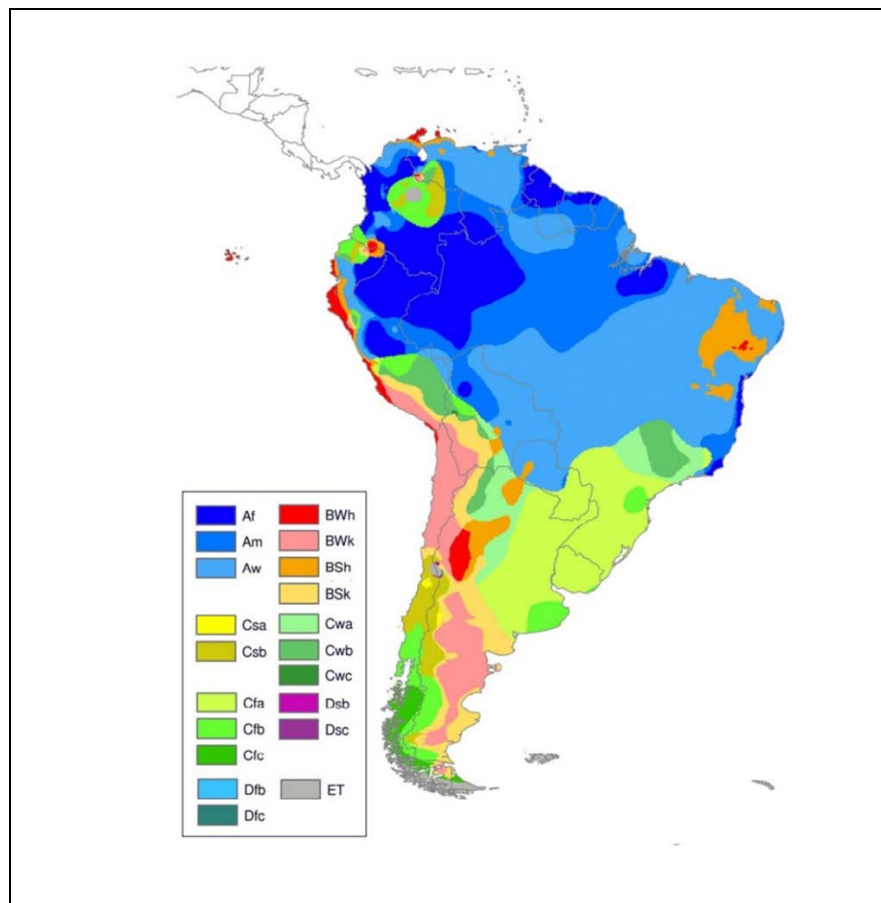 Af
Am
Aw
Csa
Csb
Cfa
Cfb
Cfc
Dfb
Dfc
BWh
BWk
BSh
BSk
Cwa
Cwb
Cwc
Dsb
Dsc
ET